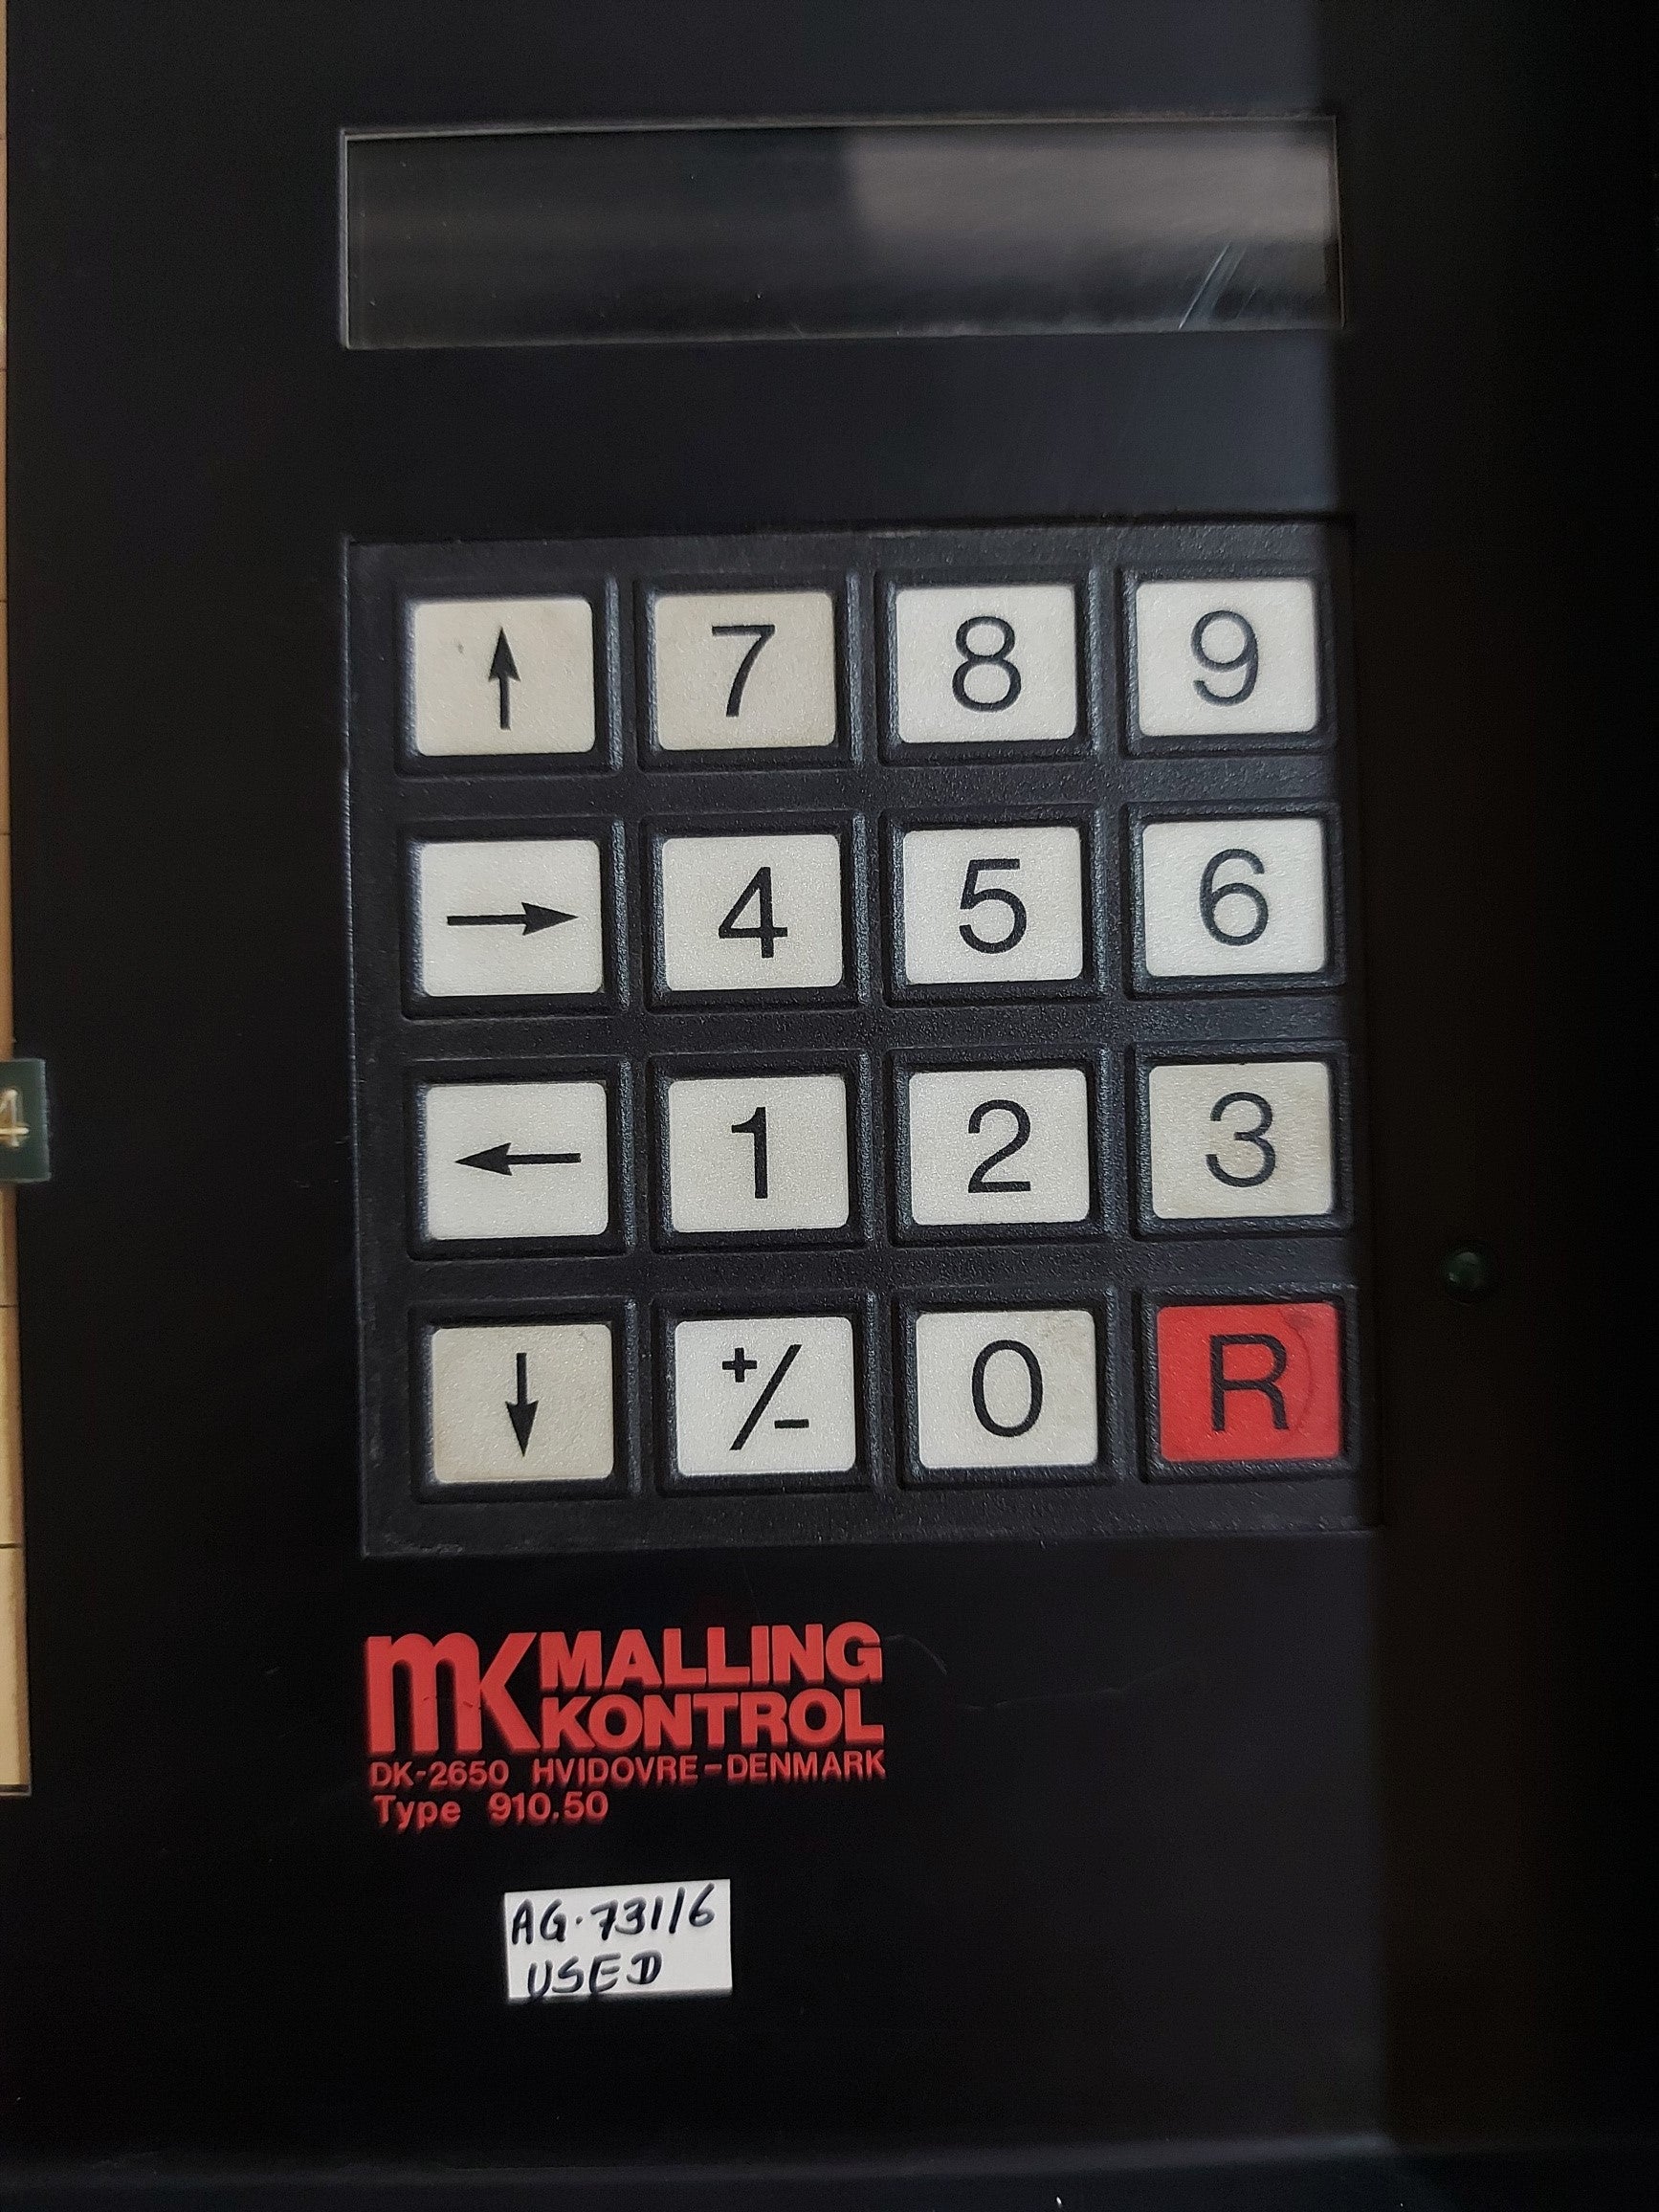 ↑ 7 8 9
→ 4 5 6
← 1 2 3
↓ +/- 0 R
4
mK MALLING
KONTROL
DK-2650 HVIDOVRE-DENMARK
Type 910.50
AG.731/6
USED